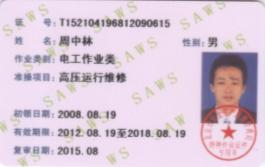 证 号：T152104196812090615
姓 名：周中林 性别：男
作业类别：电工作业类
准操项目：高压运行维修
初领日期：2008.08.19
有效期限：2012.08.19至2018.08.19
复审日期：2015.08
SAWS
SAWS
SAWS
SAWS